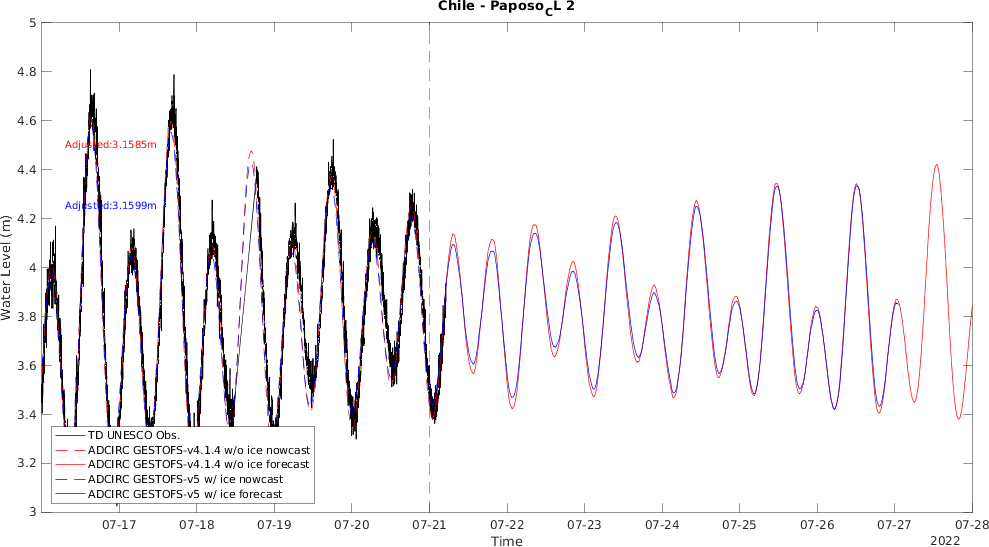 Chile - Paposo_CL 2
5
4.8
4.6
4.4
4.2
4
3.8
3.6
3.4
3.2
3
Water Level (m)
Adjusted:3.1585m
Adjusted:3.1599m
TD UNESCO Obs.
ADCIRC GESTOFS-v4.1.4 w/o ice nowcast
ADCIRC GESTOFS-v4.1.4 w/o ice forecast
ADCIRC GESTOFS-v5 w/ ice nowcast
ADCIRC GESTOFS-v5 w/ ice forecast
07-17 07-18 07-19 07-20 07-21 07-22 07-23 07-24 07-25 07-26 07-27 07-28
Time
2022